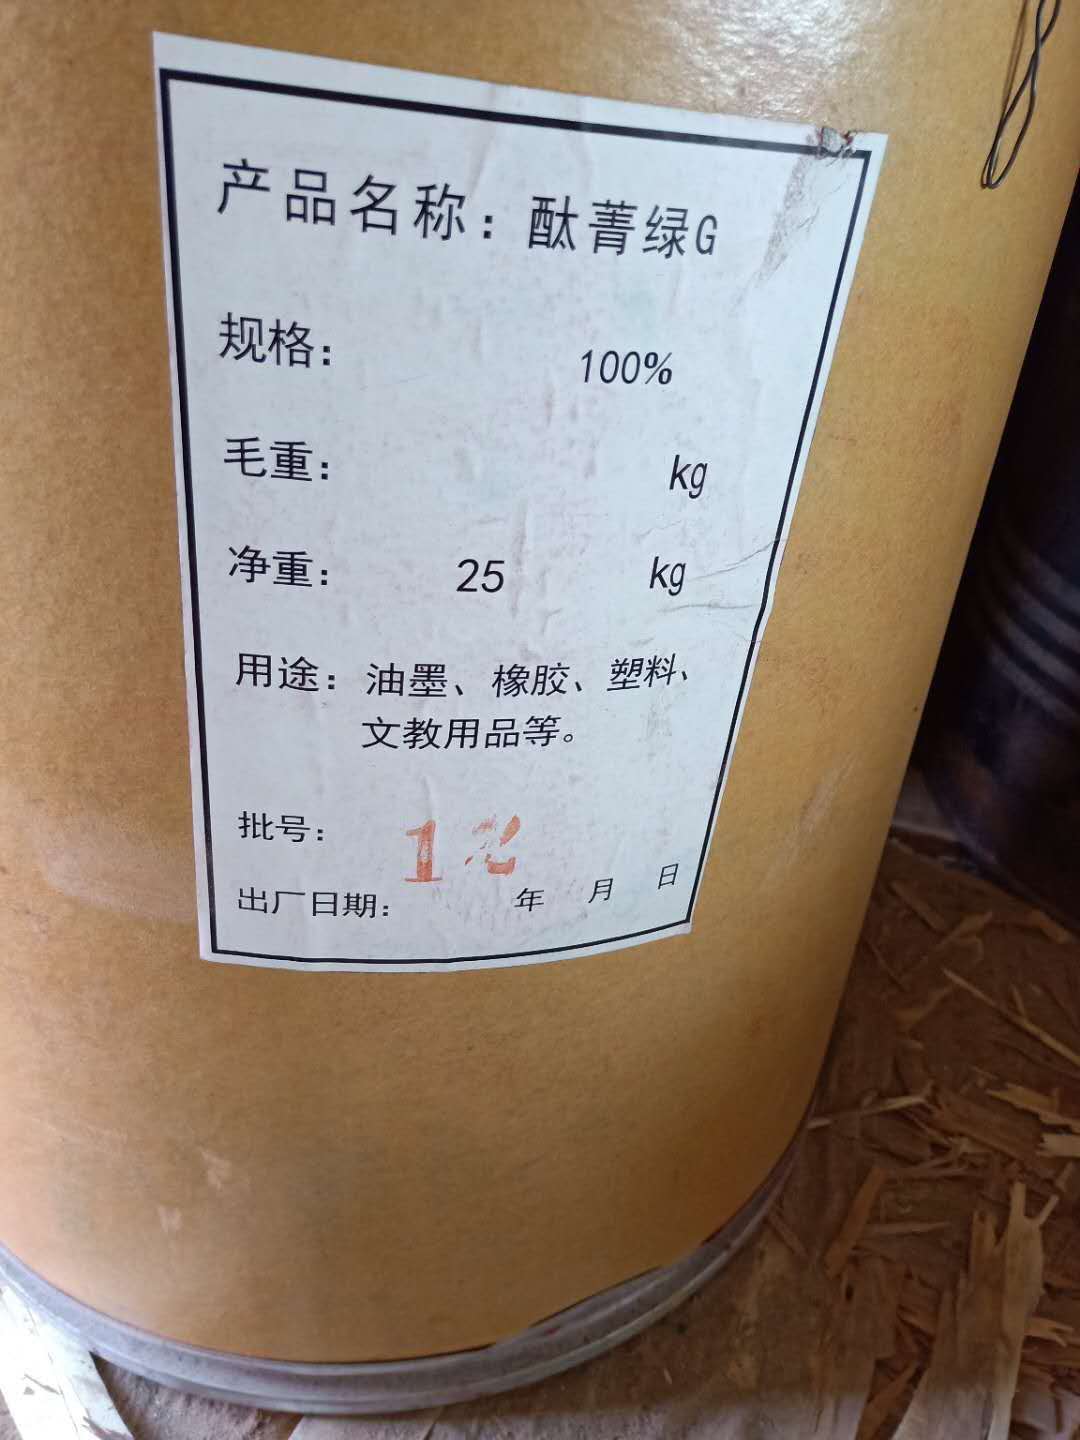 产品名称：酞菁绿G
规格： 100%
毛重： kg
净重： 25 kg
用途：油墨、橡胶、塑料、
文教用品等。
批号： 1
出厂日期： 年 月 日